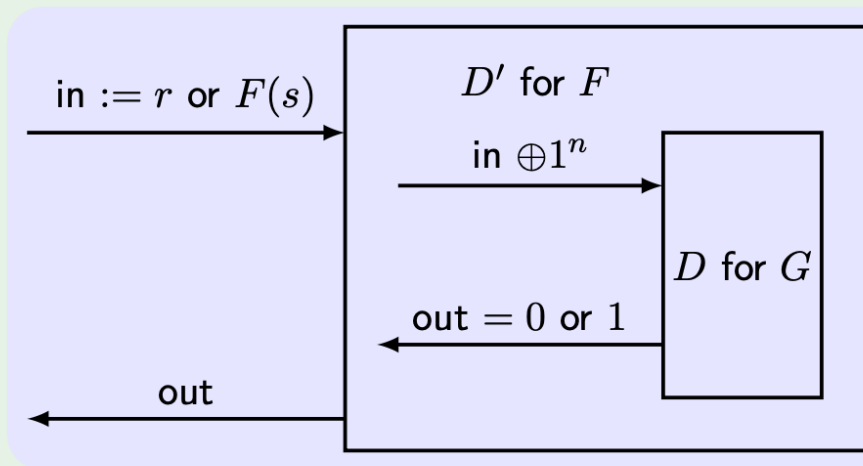 in := r or F(s)
D′ for F
in ⊕1ⁿ
D for G
out = 0 or 1
out